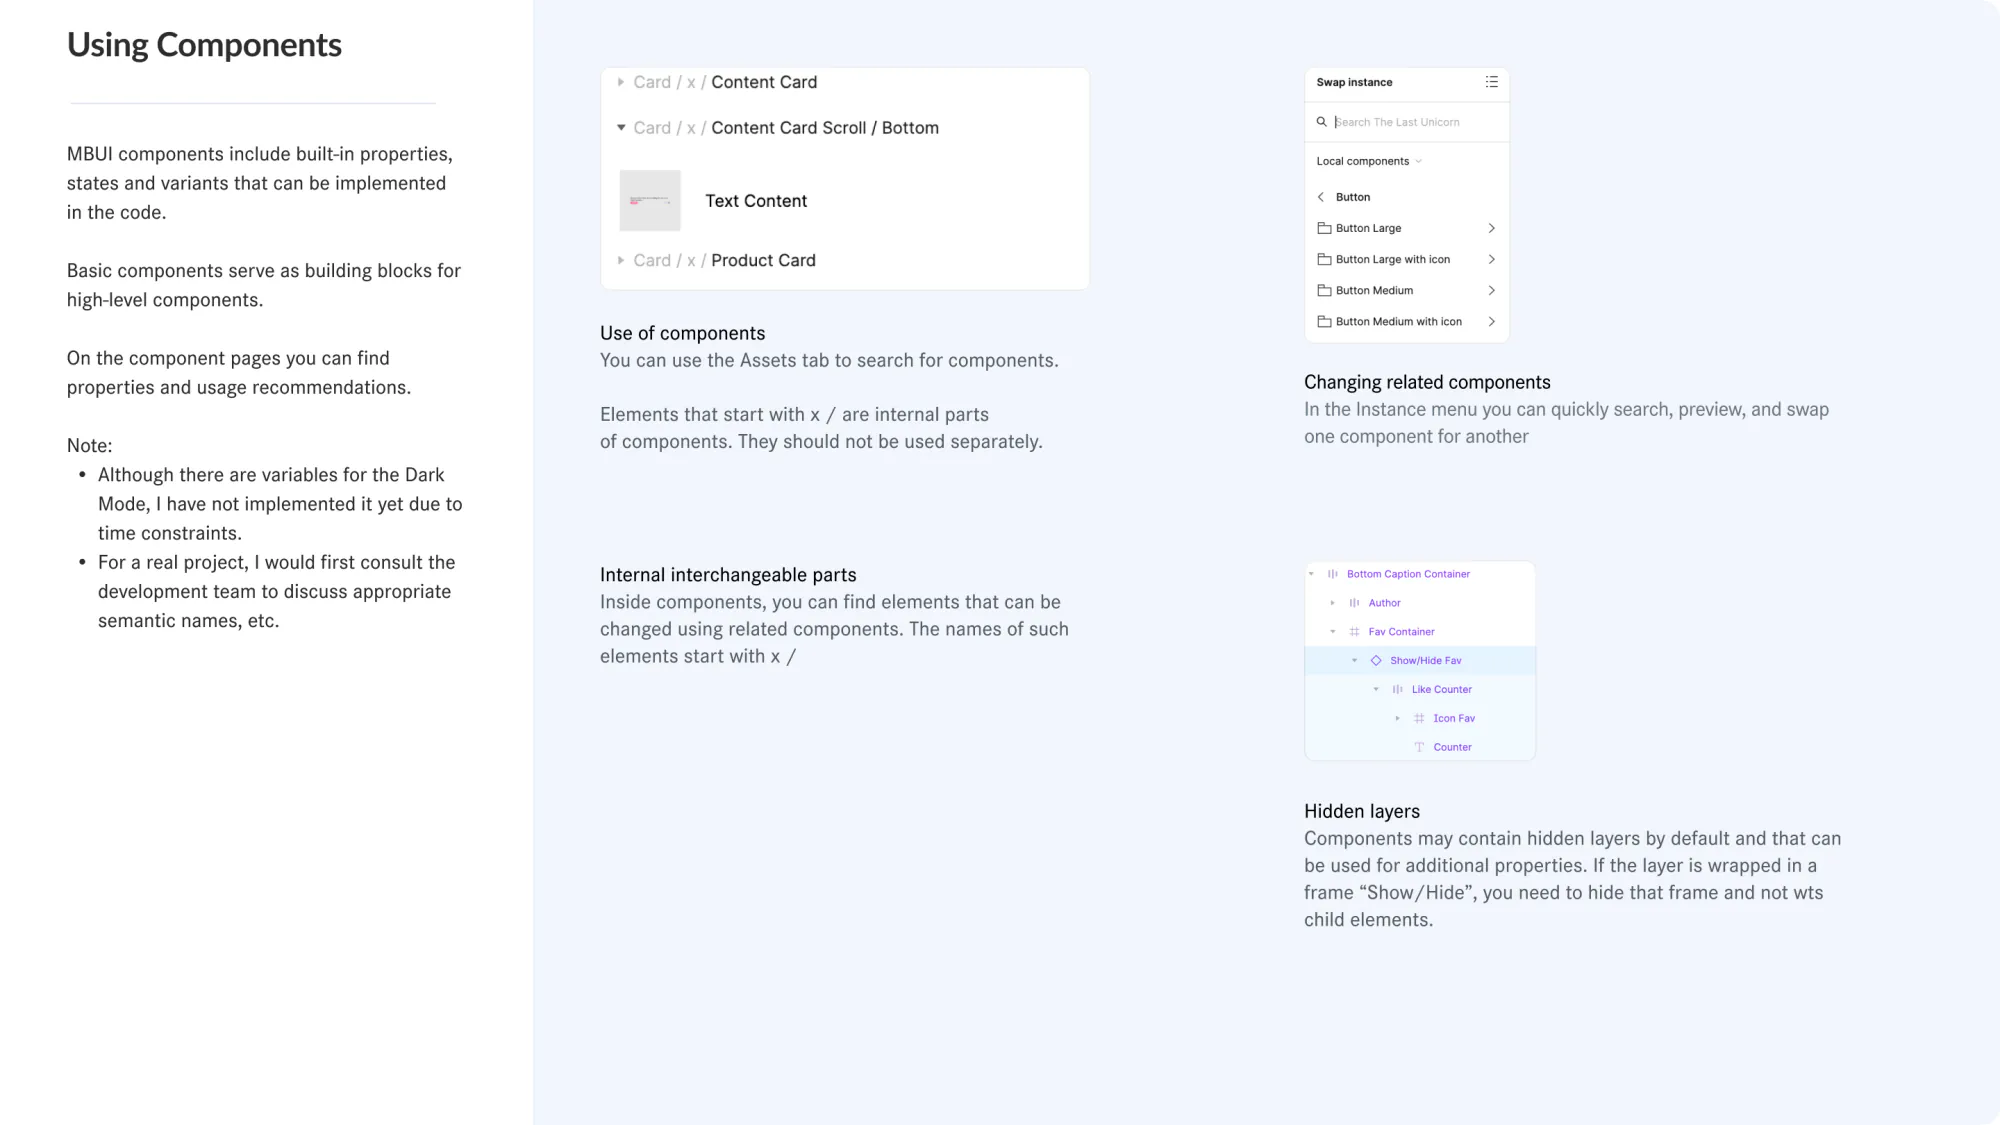 Using Components
MBUI components include built-in properties,
states and variants that can be implemented
in the code.
Basic components serve as building blocks for
high-level components.
On the component pages you can find
properties and usage recommendations.
Note:
• Although there are variables for the Dark
Mode, I have not implemented it yet due to
time constraints.
• For a real project, I would first consult the
development team to discuss appropriate
semantic names, etc.
Card / x / Content Card
Card / x / Content Card Scroll / Bottom
Text Content
Card / x / Product Card
Use of components
You can use the Assets tab to search for components.
Elements that start with x / are internal parts
of components. They should not be used separately.
Internal interchangeable parts
Inside components, you can find elements that can be
changed using related components. The names of such
elements start with x /
Swap instance
Search The Last Unicorn
Local components
Button
Button Large
Button Large with icon
Button Medium
Button Medium with icon
Changing related components
In the Instance menu you can quickly search, preview, and swap
one component for another
Bottom Caption Container
Author
Fav Container
Show/Hide Fav
Like Counter
Icon Fav
Counter
Hidden layers
Components may contain hidden layers by default and that can
be used for additional properties. If the layer is wrapped in a
frame “Show/Hide”, you need to hide that frame and not wts
child elements.